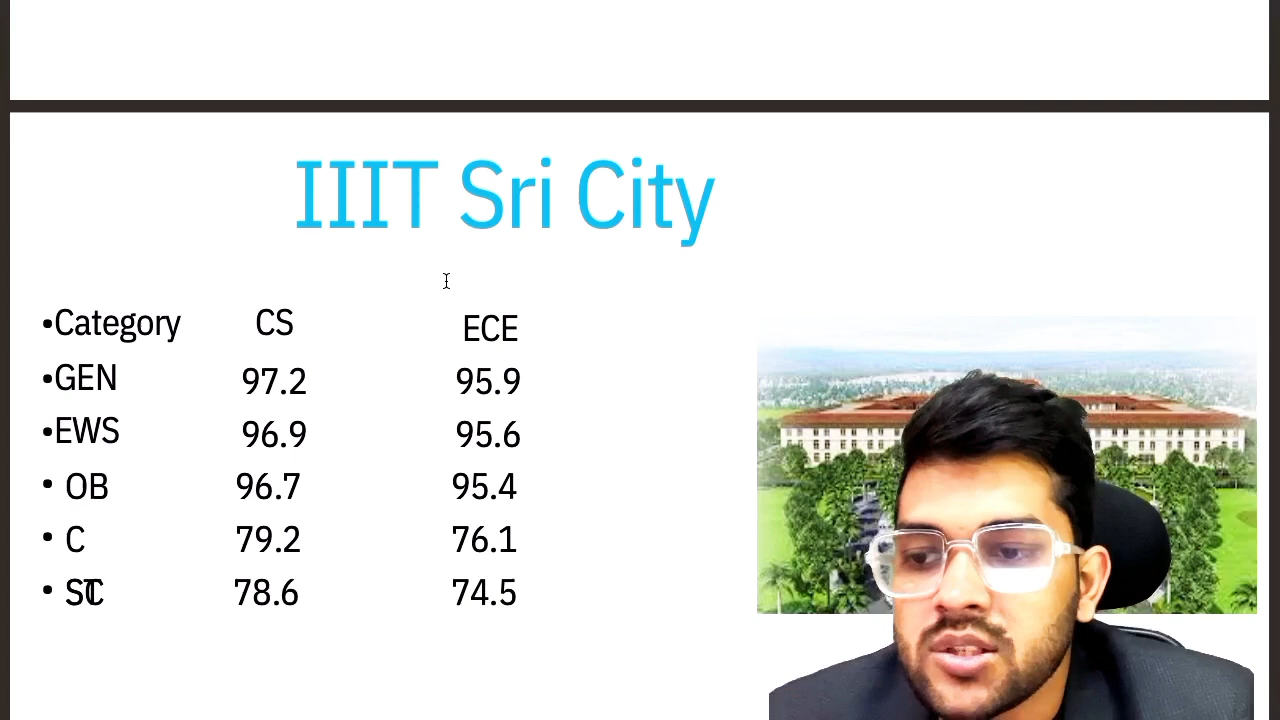 IIIT Sri City
•Category CS ECE
•GEN 97.2 95.9
•EWS 96.9 95.6
• OB 96.7 95.4
• C 79.2 76.1
• 78.6 74.5